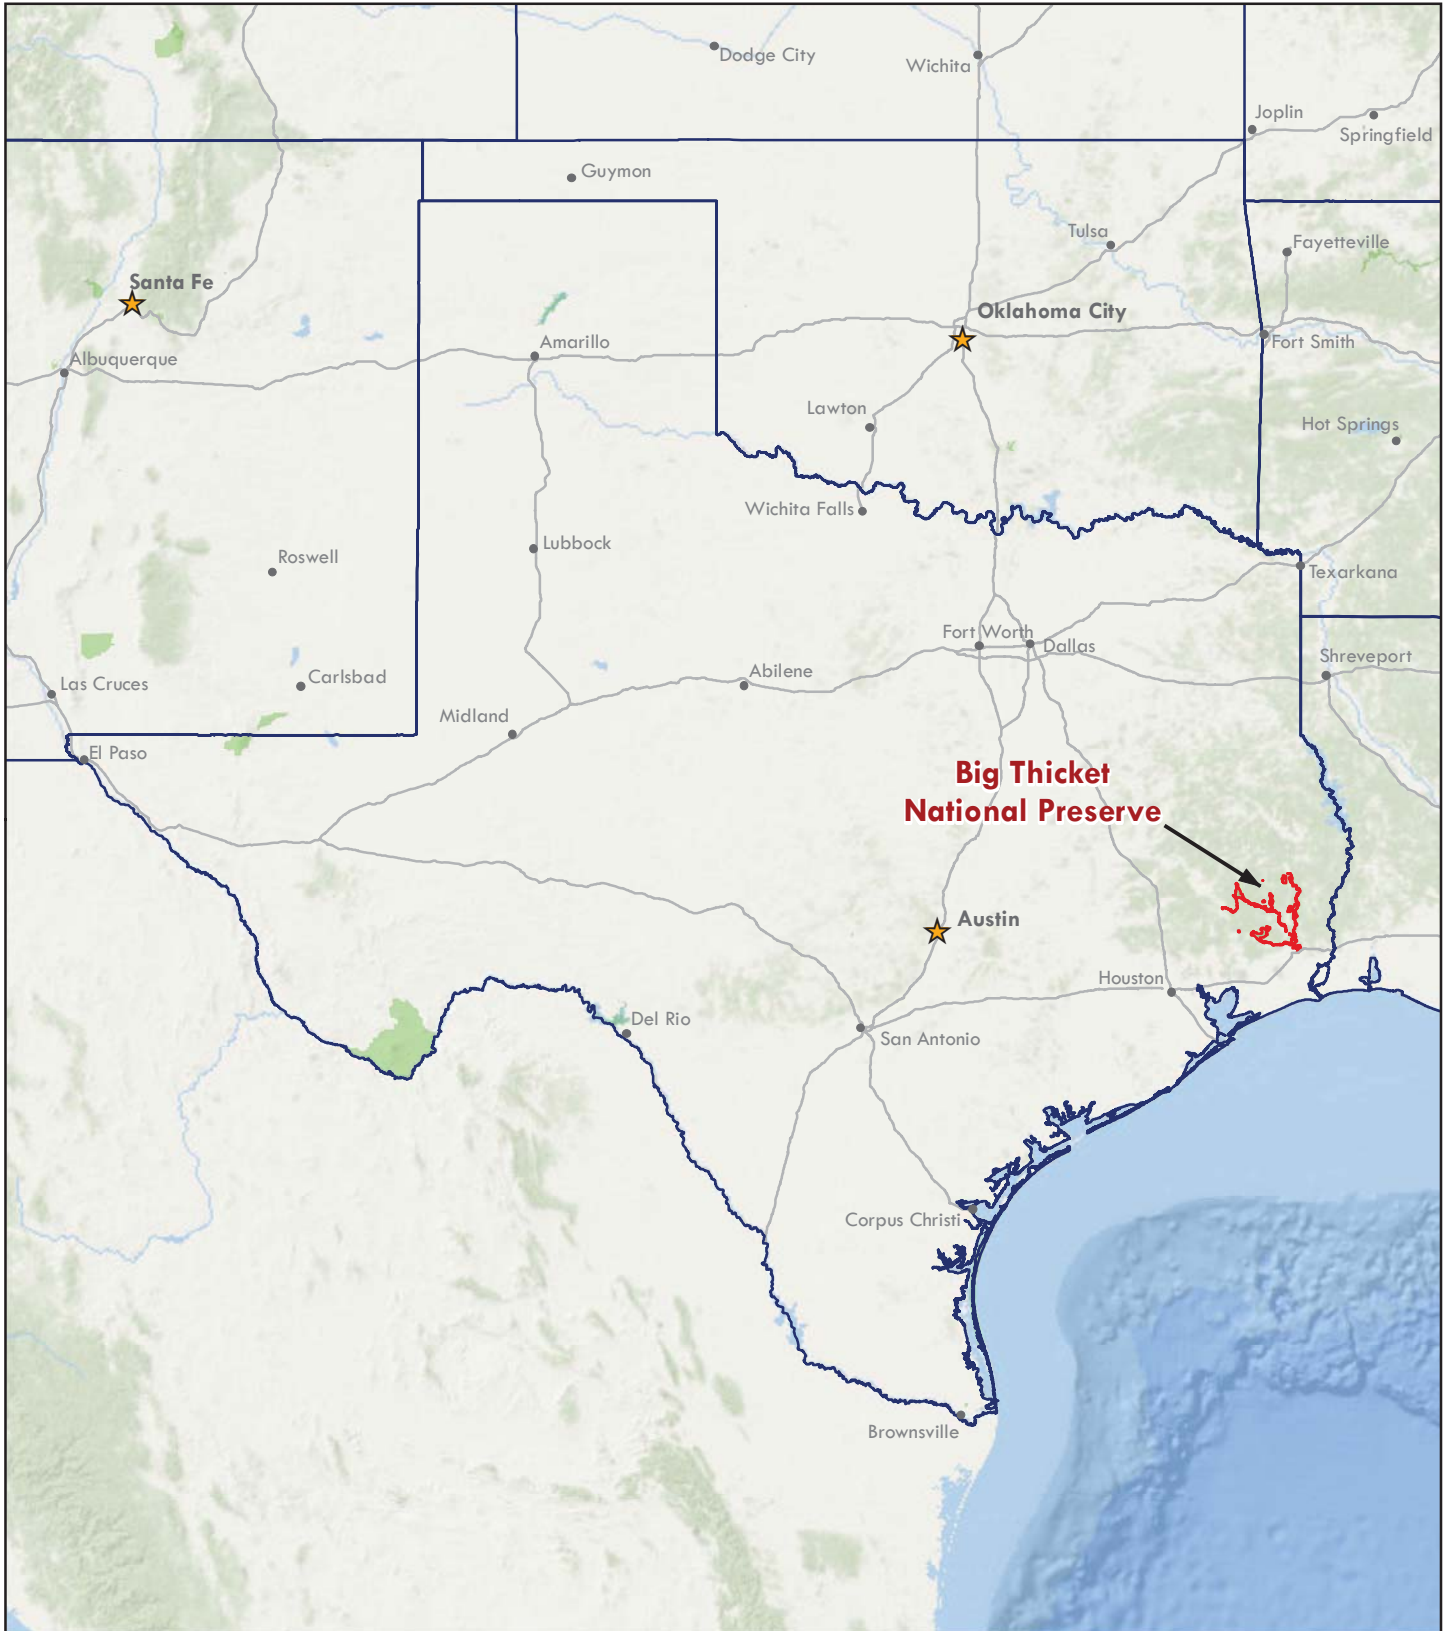 Dodge City
Wichita
Joplin
Springfield
Guymon
Tulsa
Fayetteville
Santa Fe
Oklahoma City
Amarillo
Fort Smith
Albuquerque
Lawton
Hot Springs
Wichita Falls
Lubbock
Roswell
Texarkana
Fort Worth
Dallas
Shreveport
Abilene
Carlsbad
Las Cruces
Midland
El Paso
Big Thicket
National Preserve
Austin
Houston
Del Rio
San Antonio
Corpus Christi
Brownsville